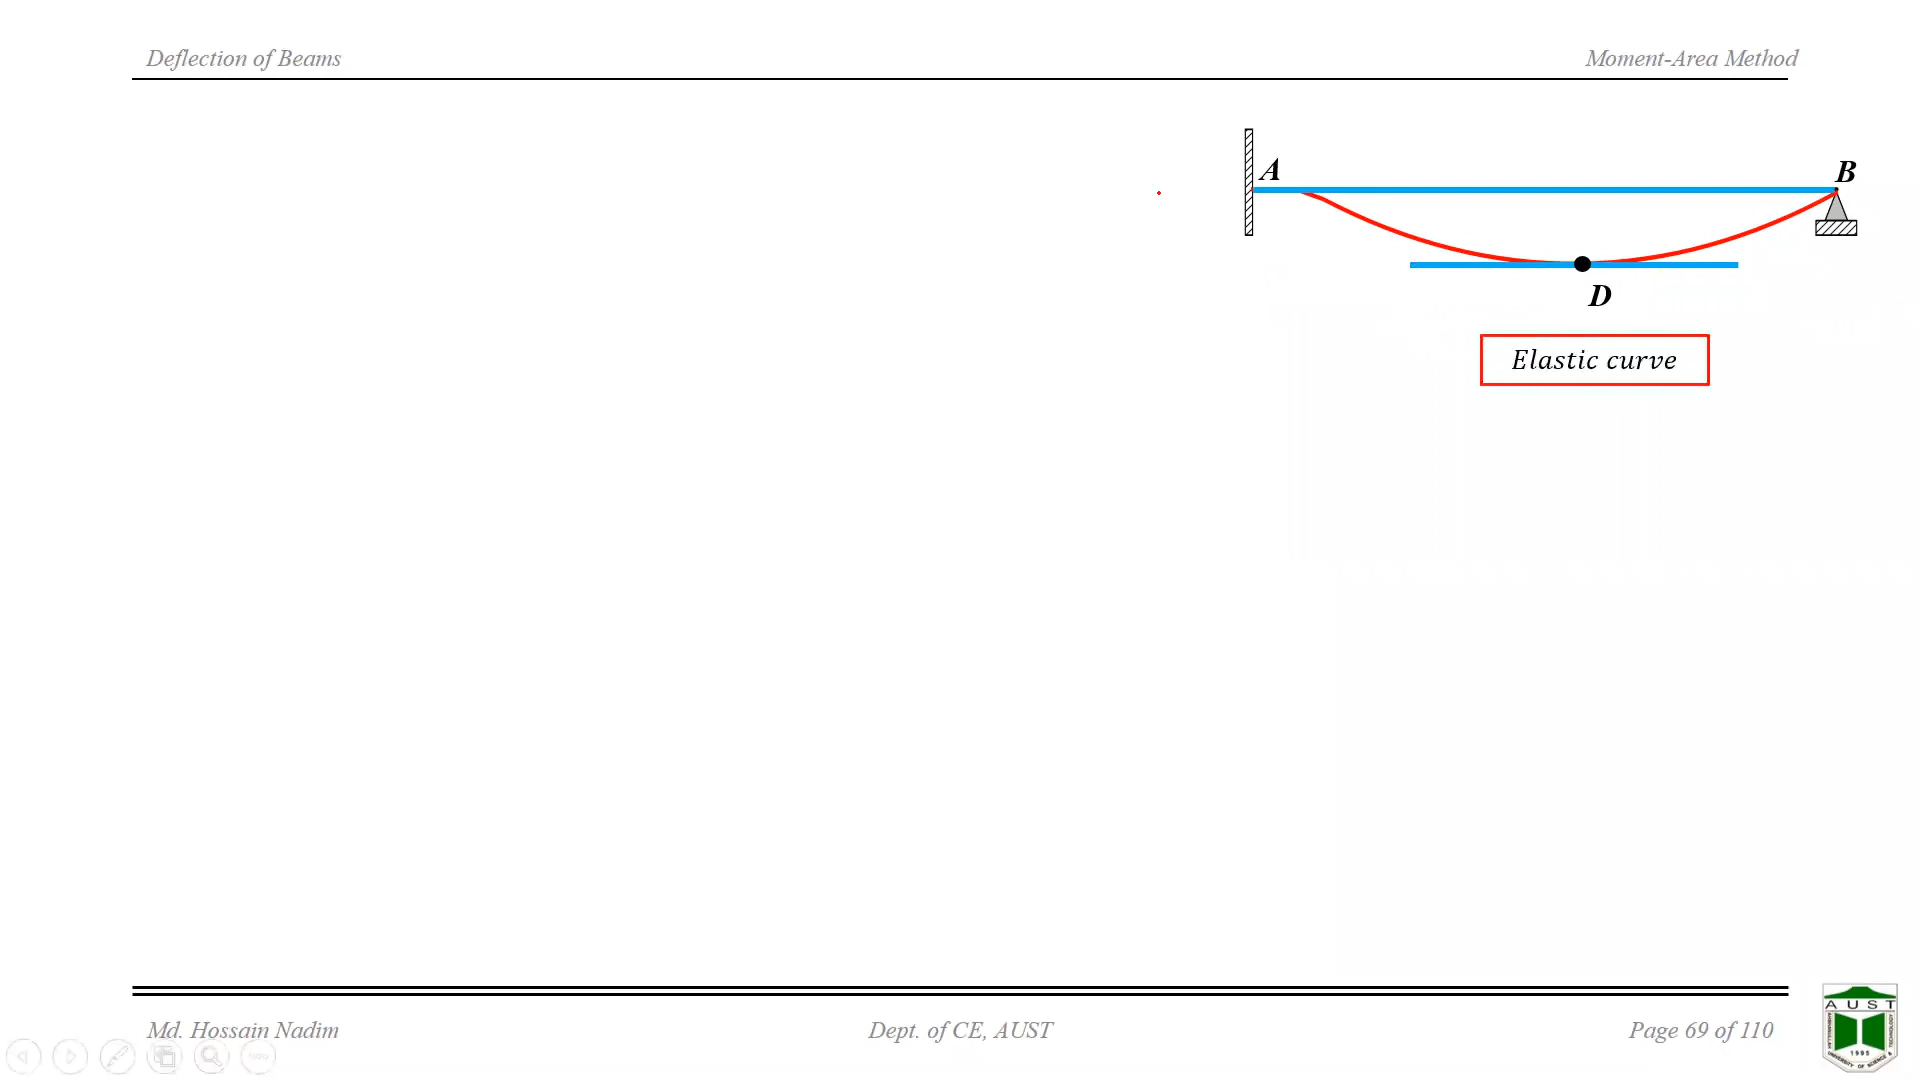 Deflection of Beams
Moment-Area Method
A
B
D
Elastic curve
Md. Hossain Nadim
Dept. of CE, AUST
Page 69 of 110
A U S T
1995